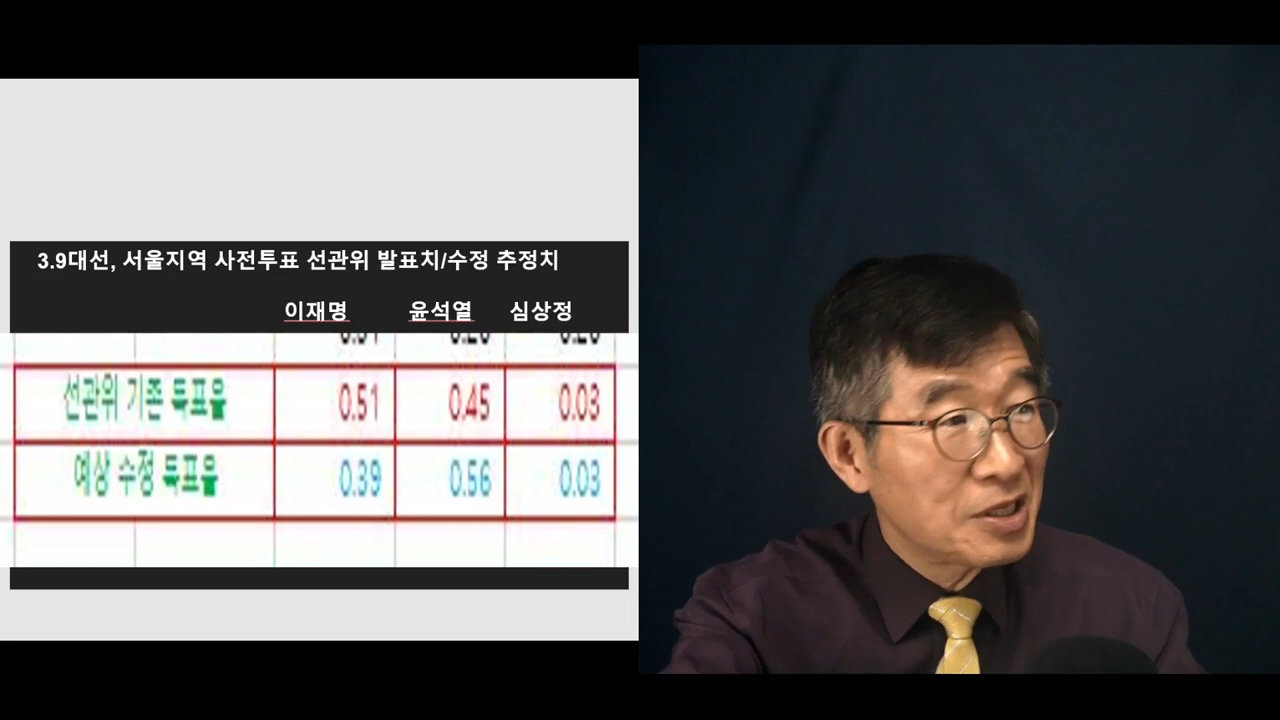 3.9대선, 서울지역 사전투표 선관위 발표치/수정 추정치
이재명 윤석열 심상정
선관위 기존 득표율 0.51 0.45 0.03
예상 수정 득표율 0.39 0.56 0.03